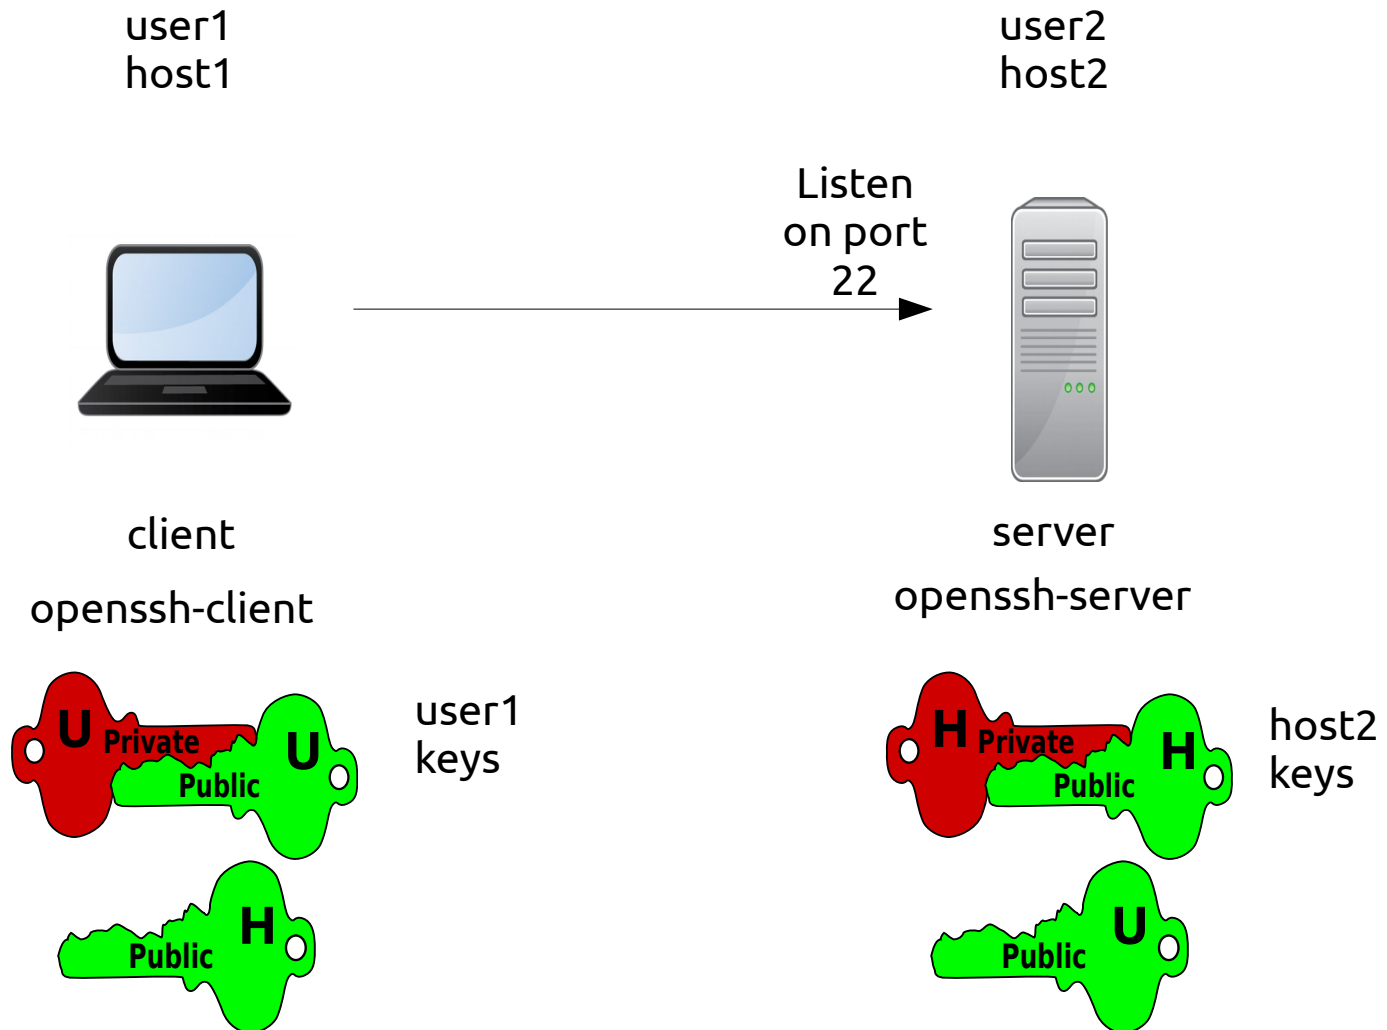 user1
host1
user2
host2
Listen
on port
22
client
server
openssh-client
openssh-server
U
Private
U
Public
user1
keys
H
Private
H
Public
host2
keys
H
Public
U
Public